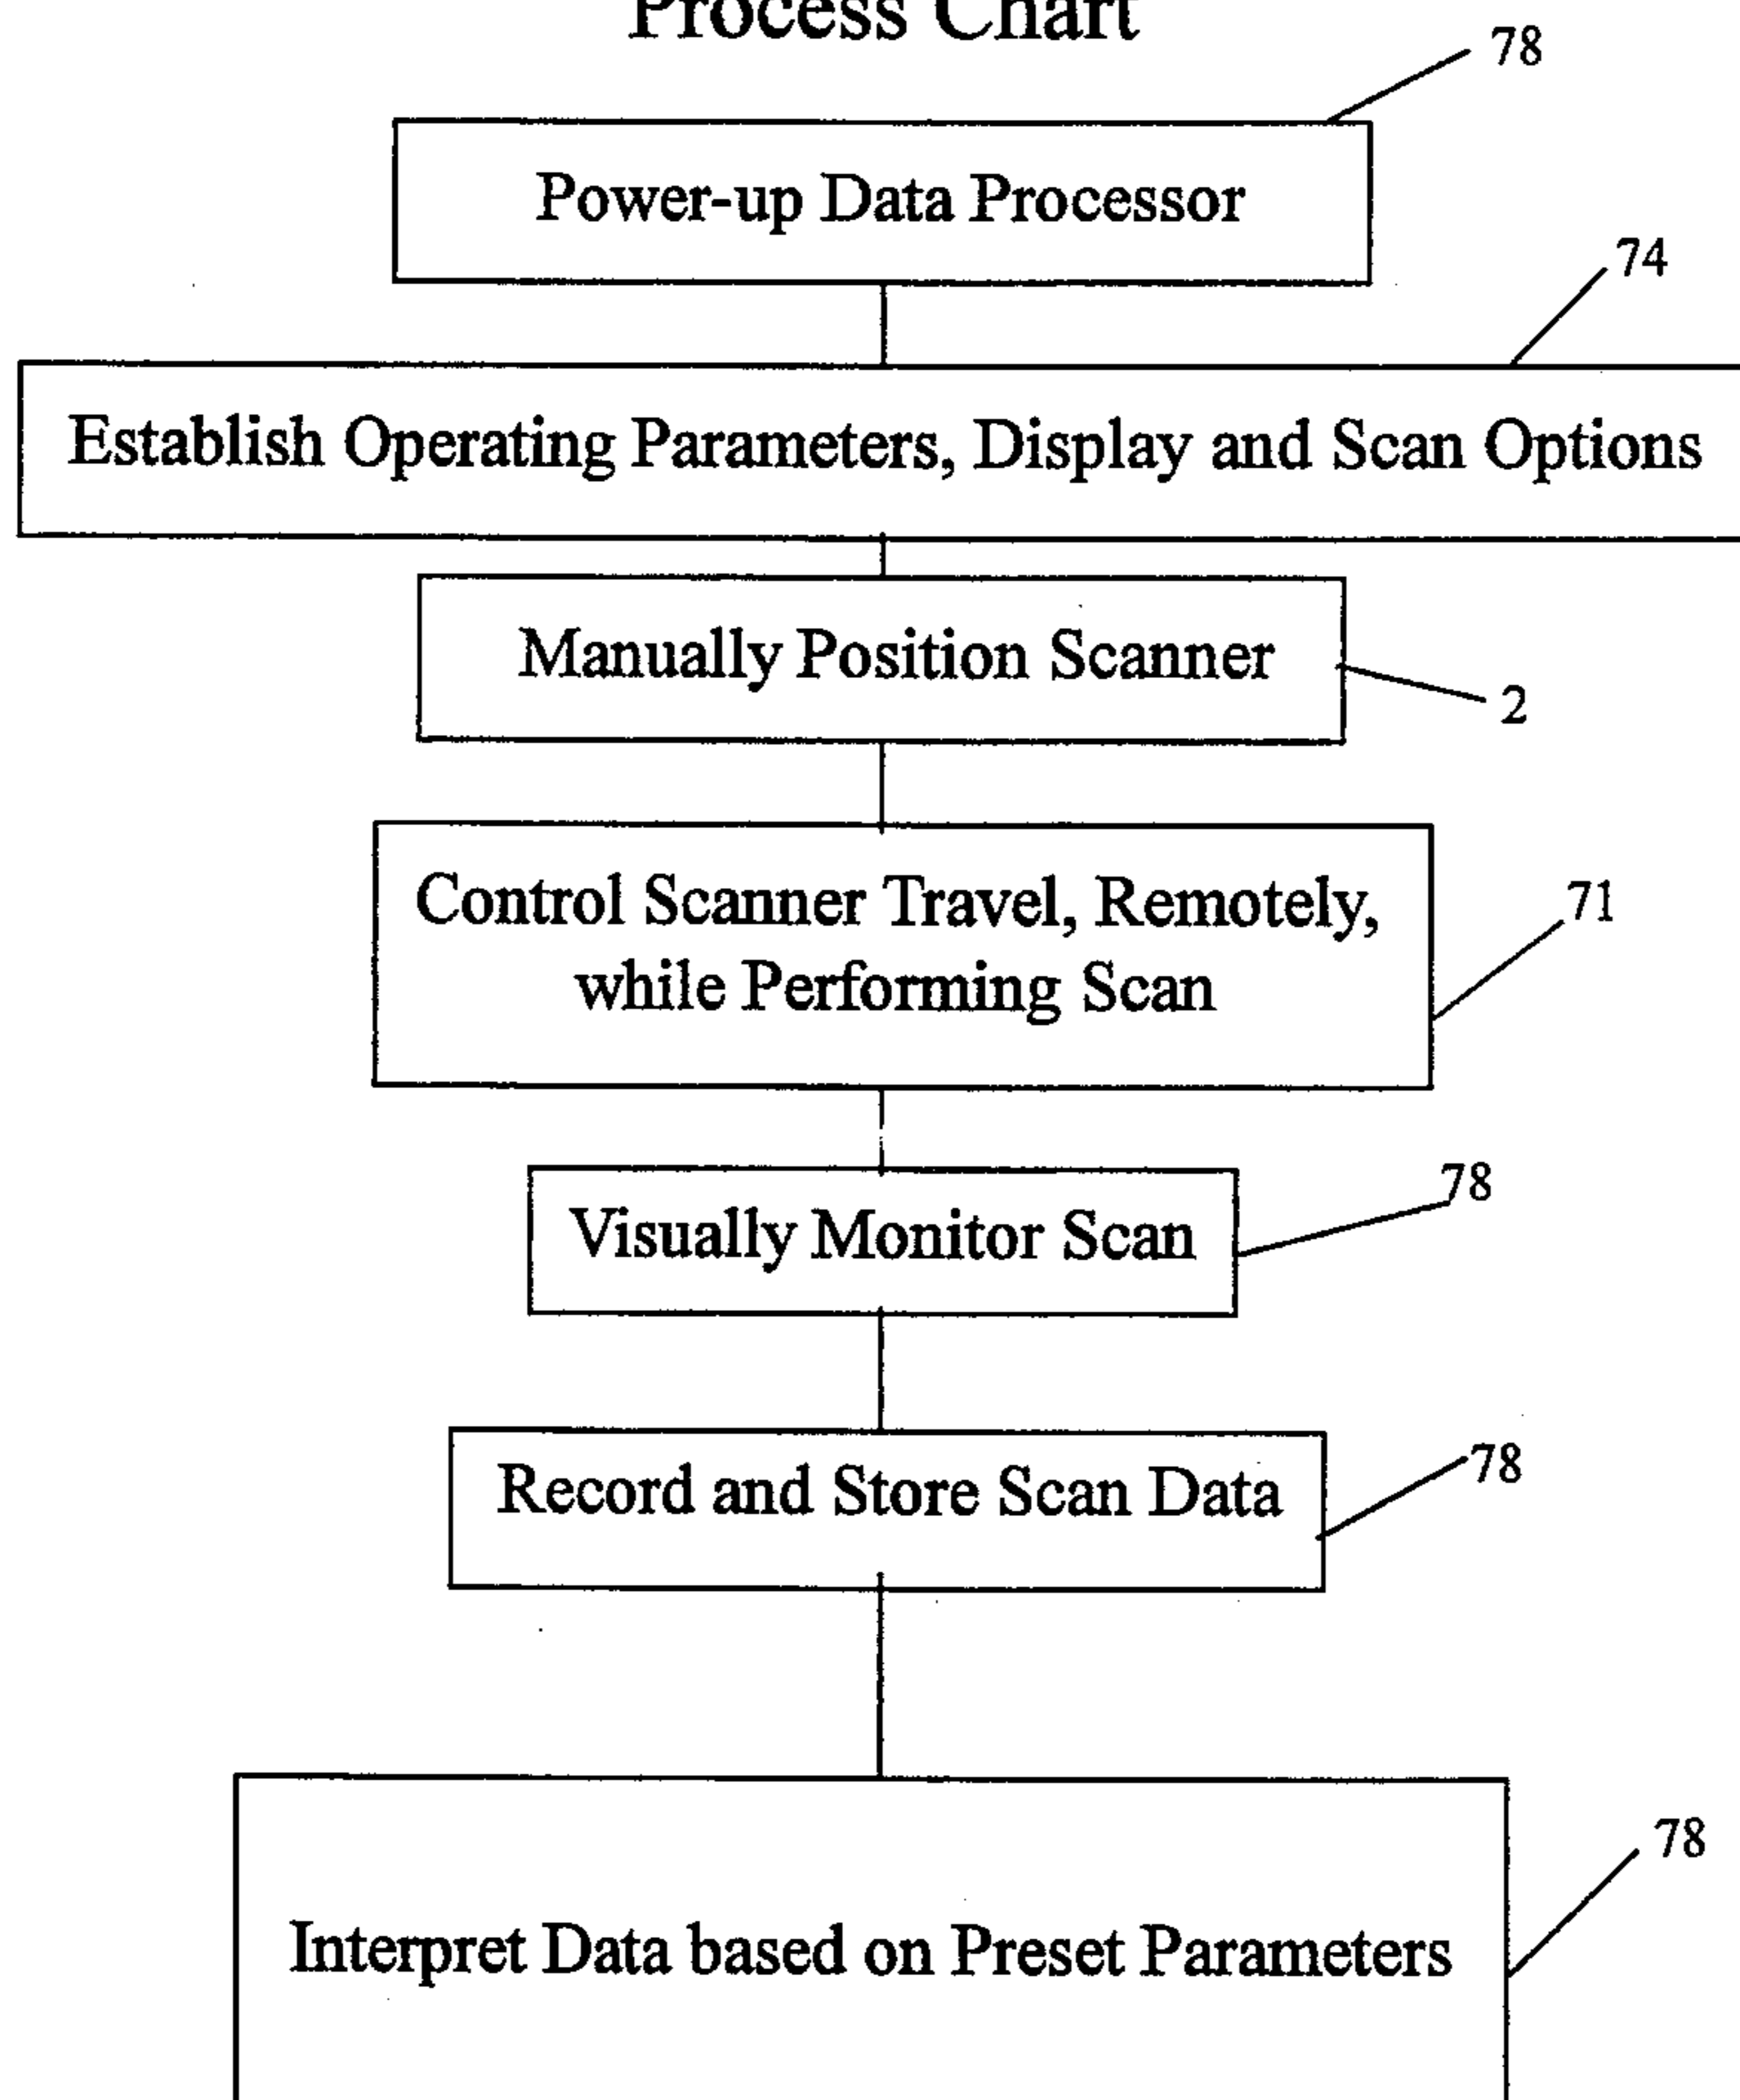 Process Chart
78
Power-up Data Processor
74
Establish Operating Parameters, Display and Scan Options
Manually Position Scanner
2
Control Scanner Travel, Remotely,
while Performing Scan
71
Visually Monitor Scan
78
Record and Store Scan Data
78
78
Interpret Data based on Preset Parameters